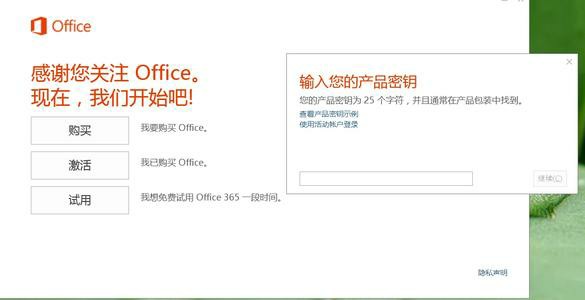 Office
感谢您关注 Office。
现在，我们开始吧!
购买
我要购买 Office。
激活
我已购买 Office。
试用
我想免费试用 Office 365 一段时间。
输入您的产品密钥
您的产品密钥为 25 个字符，并且通常在产品包装中找到。
查看产品密钥示例
使用活动帐户登录
继续(C)
隐私声明